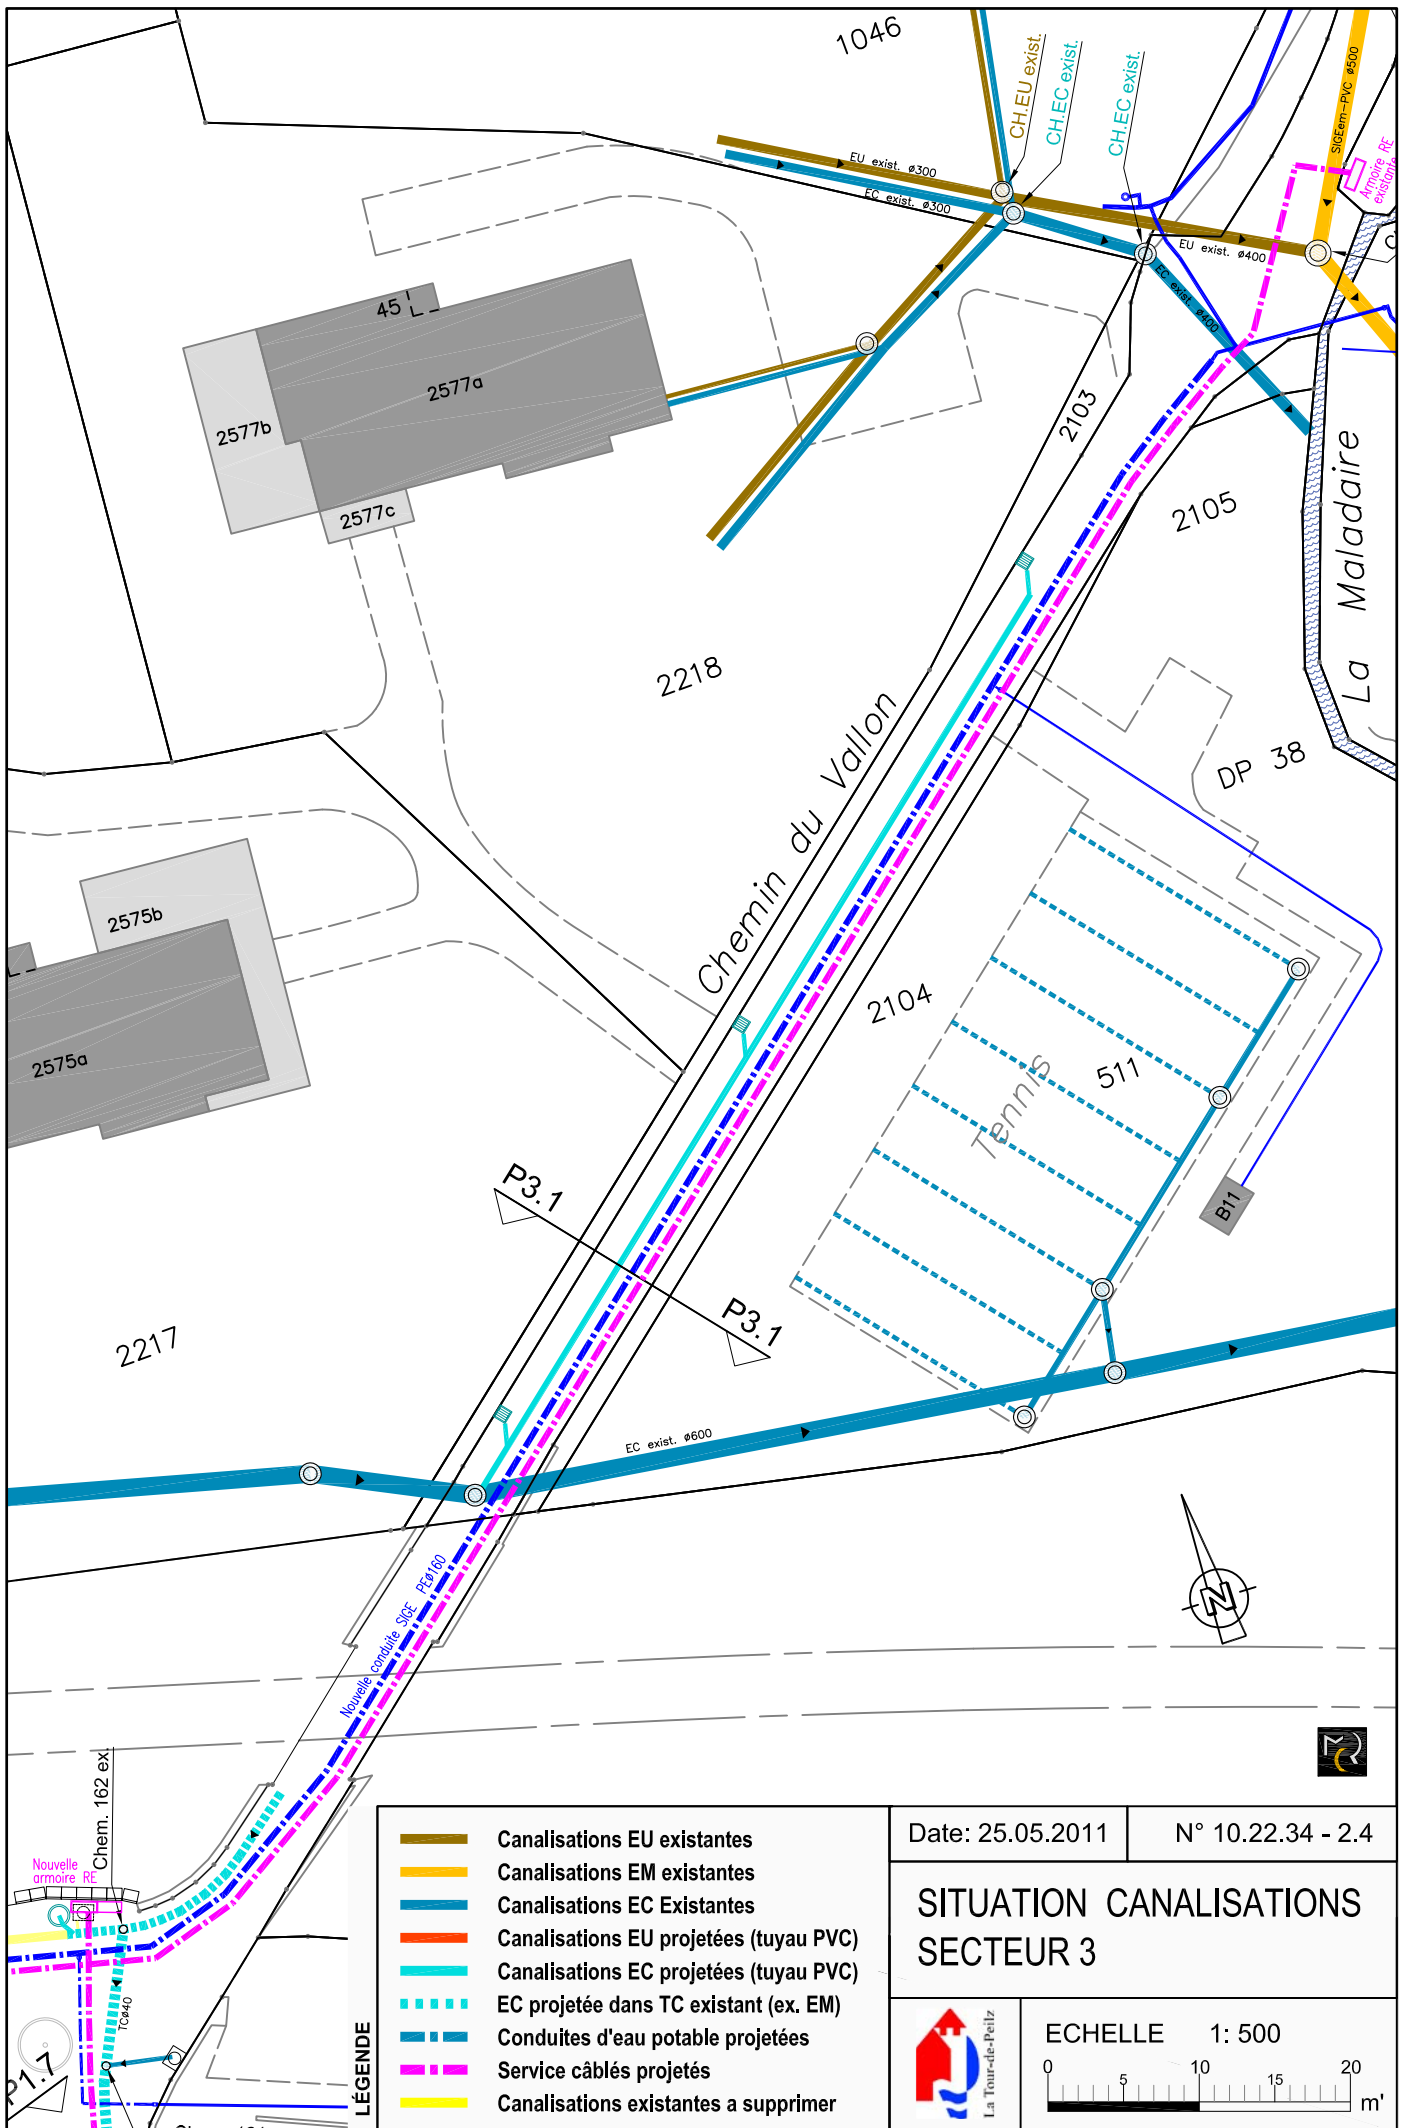 1046
CH.EU exist.
CH.EC exist.
CH.EC exist.
SIGEem-PVC ø500
Armoire RE
existante
EU exist. ø300
EC exist. ø300
EU exist. ø400
EC exist. ø400
45
2577a
2577b
2577c
2103
2105
La Maladaire
2218
Chemin du Vallon
DP 38
2575b
2575a
2104
Tennis
511
B11
P3.1
P3.1
2217
EC exist. ø600
Nouvelle conduite SIGE PEø160
N
Chem. 162 ex.
Nouvelle
armoire RE
TCø40
P1.7
LÉGENDE
Canalisations EU existantes
Canalisations EM existantes
Canalisations EC Existantes
Canalisations EU projetées (tuyau PVC)
Canalisations EC projetées (tuyau PVC)
EC projetée dans TC existant (ex. EM)
Conduites d'eau potable projetées
Service câblés projetés
Canalisations existantes a supprimer
Date: 25.05.2011
N° 10.22.34 - 2.4
SITUATION CANALISATIONS
SECTEUR 3
La Tour-de-Peilz
ECHELLE 1: 500
0 5 10 15 20
m'